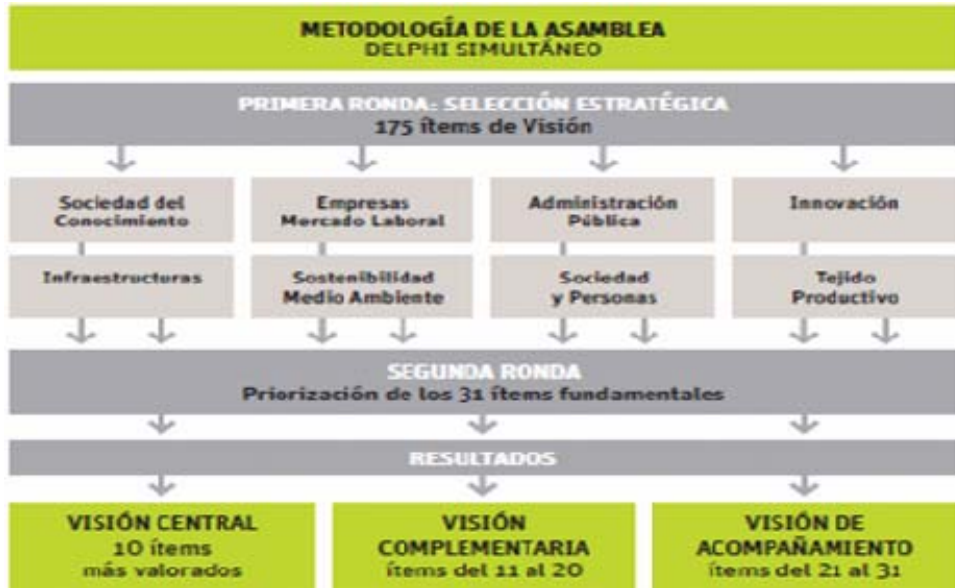 METODOLOGÍA DE LA ASAMBLEA
DELPHI SIMULTÁNEO
PRIMERA RONDA: SELECCIÓN ESTRATÉGICA
175 ítems de Visión
Sociedad del
Conocimiento
Empresas
Mercado Laboral
Administración
Pública
Innovación
Infraestructuras
Sostenibilidad
Medio Ambiente
Sociedad
y Personas
Tejido
Productivo
SEGUNDA RONDA
Priorización de los 31 ítems fundamentales
RESULTADOS
VISIÓN CENTRAL
10 ítems
más valorados
VISIÓN
COMPLEMENTARIA
ítems del 11 al 20
VISIÓN DE
ACOMPAÑAMIENTO
ítems del 21 al 31